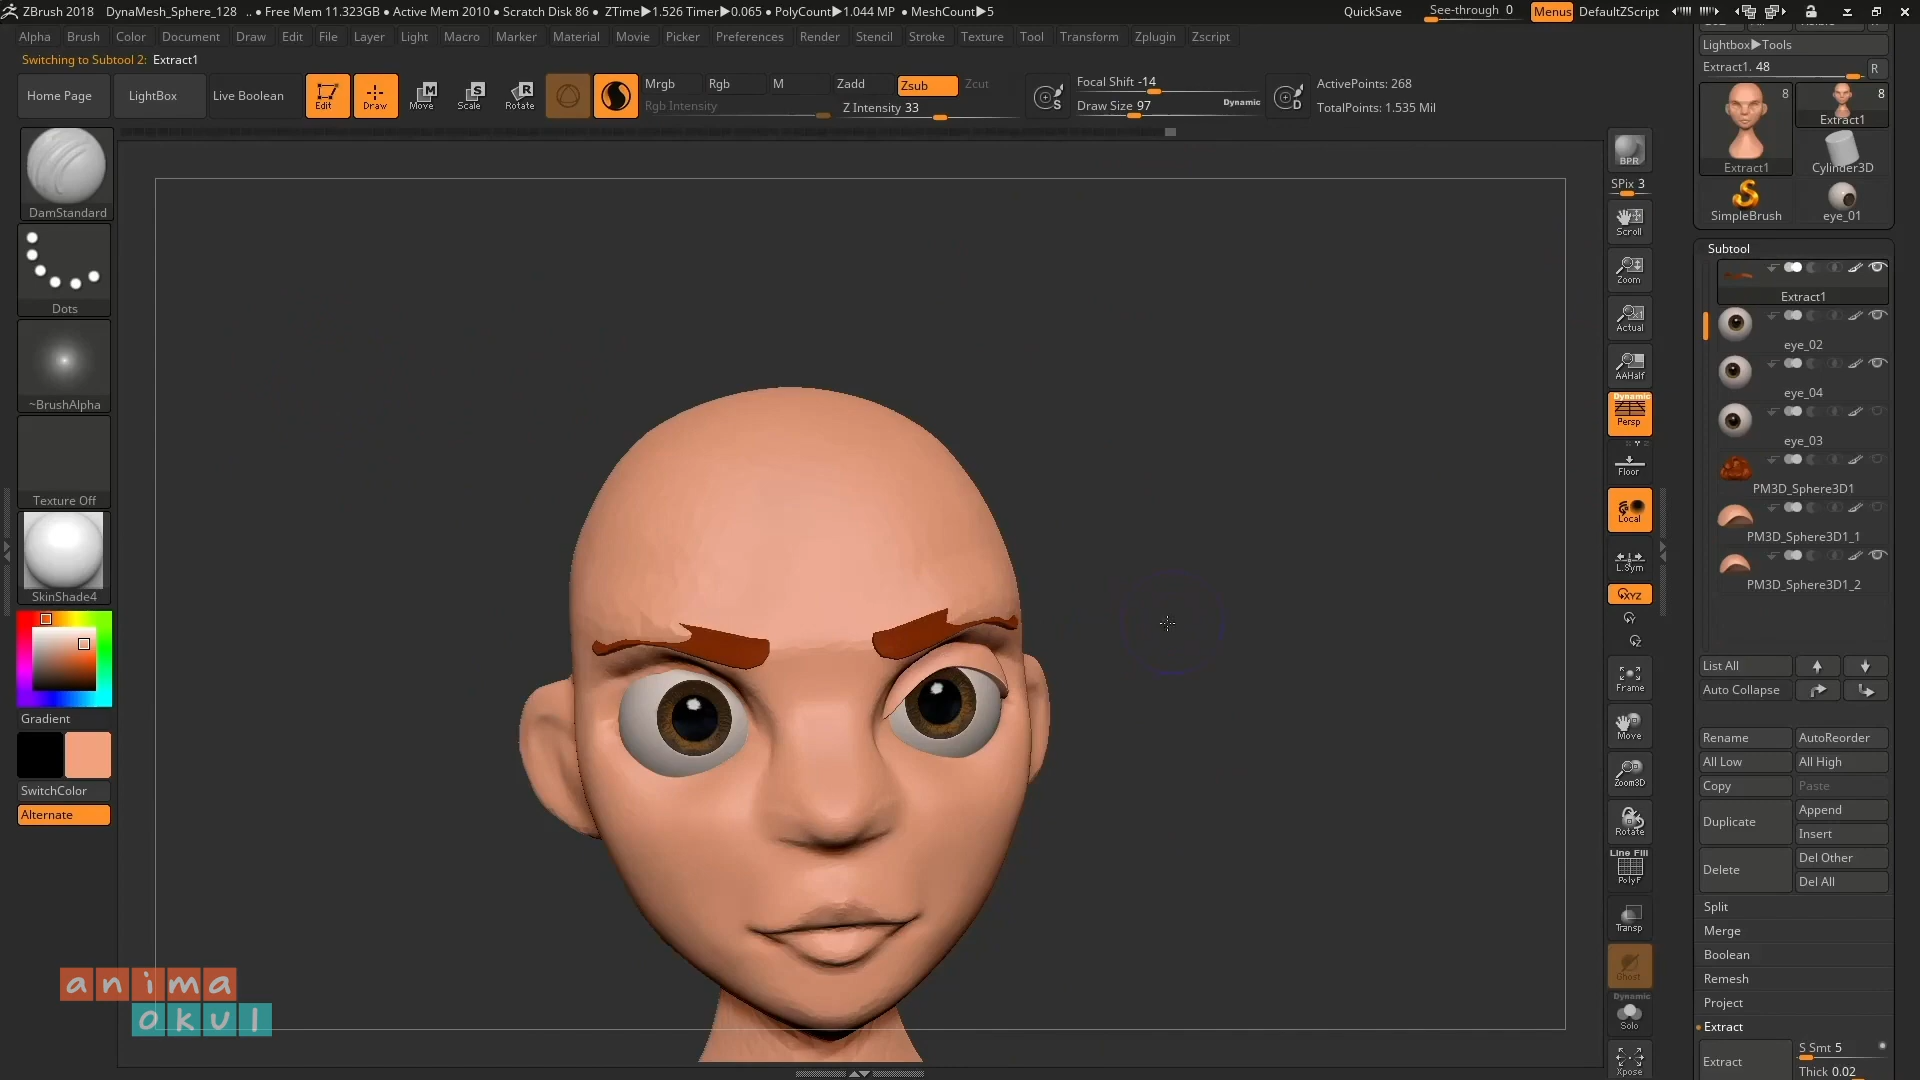 ZBrush 2018 DynaMesh_Sphere_128 .. • Free Mem 11.323GB • Active Mem 2010 • Scratch Disk 86 • ZTime▶1.526 Timer▶0.065 • PolyCount▶1.044 MP • MeshCount▶5 QuickSave See-through 0 Menus DefaultZScript
Alpha Brush Color Document Draw Edit File Layer Light Macro Marker Material Movie Picker Preferences Render Stencil Stroke Texture Tool Transform Zplugin Zscript
Switching to Subtool 2: Extract1
Home Page LightBox Live Boolean Edit Draw Move Scale Rotate
Mrgb Rgb M Zadd Zsub Zcut
Rgb Intensity Z Intensity 33
Focal Shift -14
Draw Size 97 Dynamic
ActivePoints: 268
TotalPoints: 1.535 Mil
DamStandard
Dots
~BrushAlpha
Texture Off
SkinShade4
Gradient
SwitchColor
Alternate
anima
okul
BPR
SPix 3
Scroll
Zoom
Actual
AAHalf
Dynamic
Persp
Floor
Local
L.Sym
XYZ
Frame
Move
Zoom3D
Rotate
Line Fill
PolyF
Transp
Ghost
Dynamic
Solo
Xpose
Lightbox▶Tools
Extract1. 48 R
8 8
Extract1
Extract1 Cylinder3D
SimpleBrush eye_01
Subtool
Extract1
eye_02
eye_04
eye_03
PM3D_Sphere3D1
PM3D_Sphere3D1_1
PM3D_Sphere3D1_2
List All
Auto Collapse
Rename AutoReorder
All Low All High
Copy Paste
Duplicate Append
Insert
Delete Del Other
Del All
Split
Merge
Boolean
Remesh
Project
Extract
Extract S Smt 5
Thick 0.02